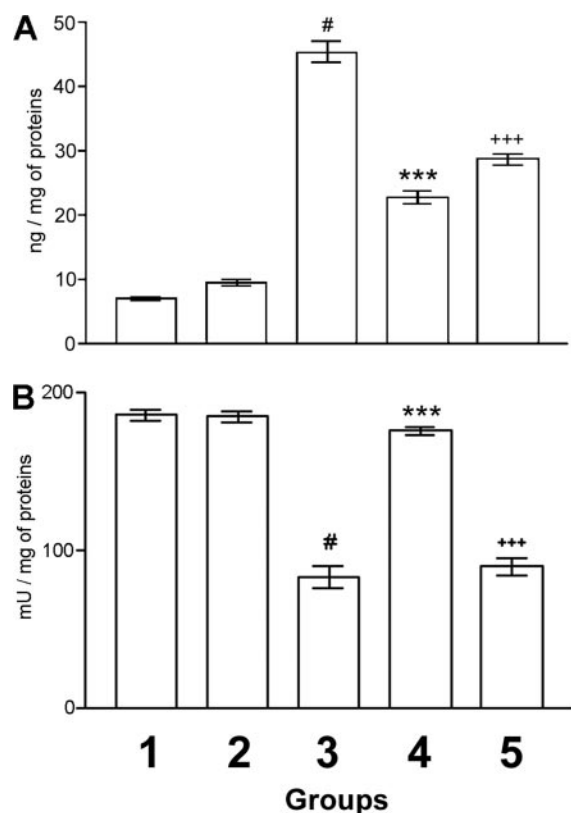 A
ng / mg of proteins
50
40
30
20
10
0
#
***
+++
B
mU / mg of proteins
200
100
0
#
***
+++
1 2 3 4 5
Groups